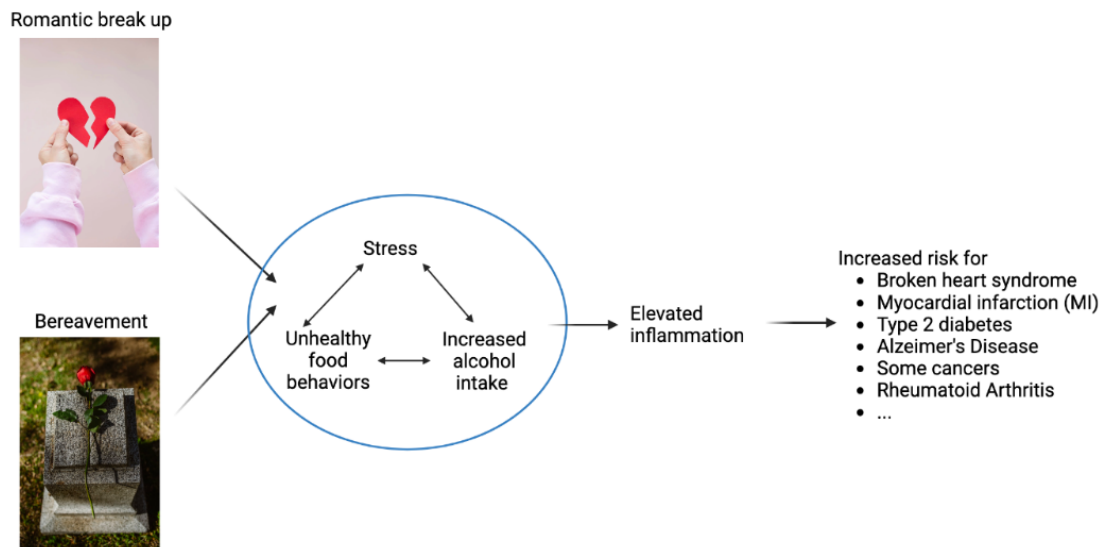 Romantic break up
Bereavement
Stress
Unhealthy
food
behaviors
Increased
alcohol
intake
Elevated
inflammation
Increased risk for
• Broken heart syndrome
• Myocardial infarction (MI)
• Type 2 diabetes
• Alzeimer's Disease
• Some cancers
• Rheumatoid Arthritis
• ...